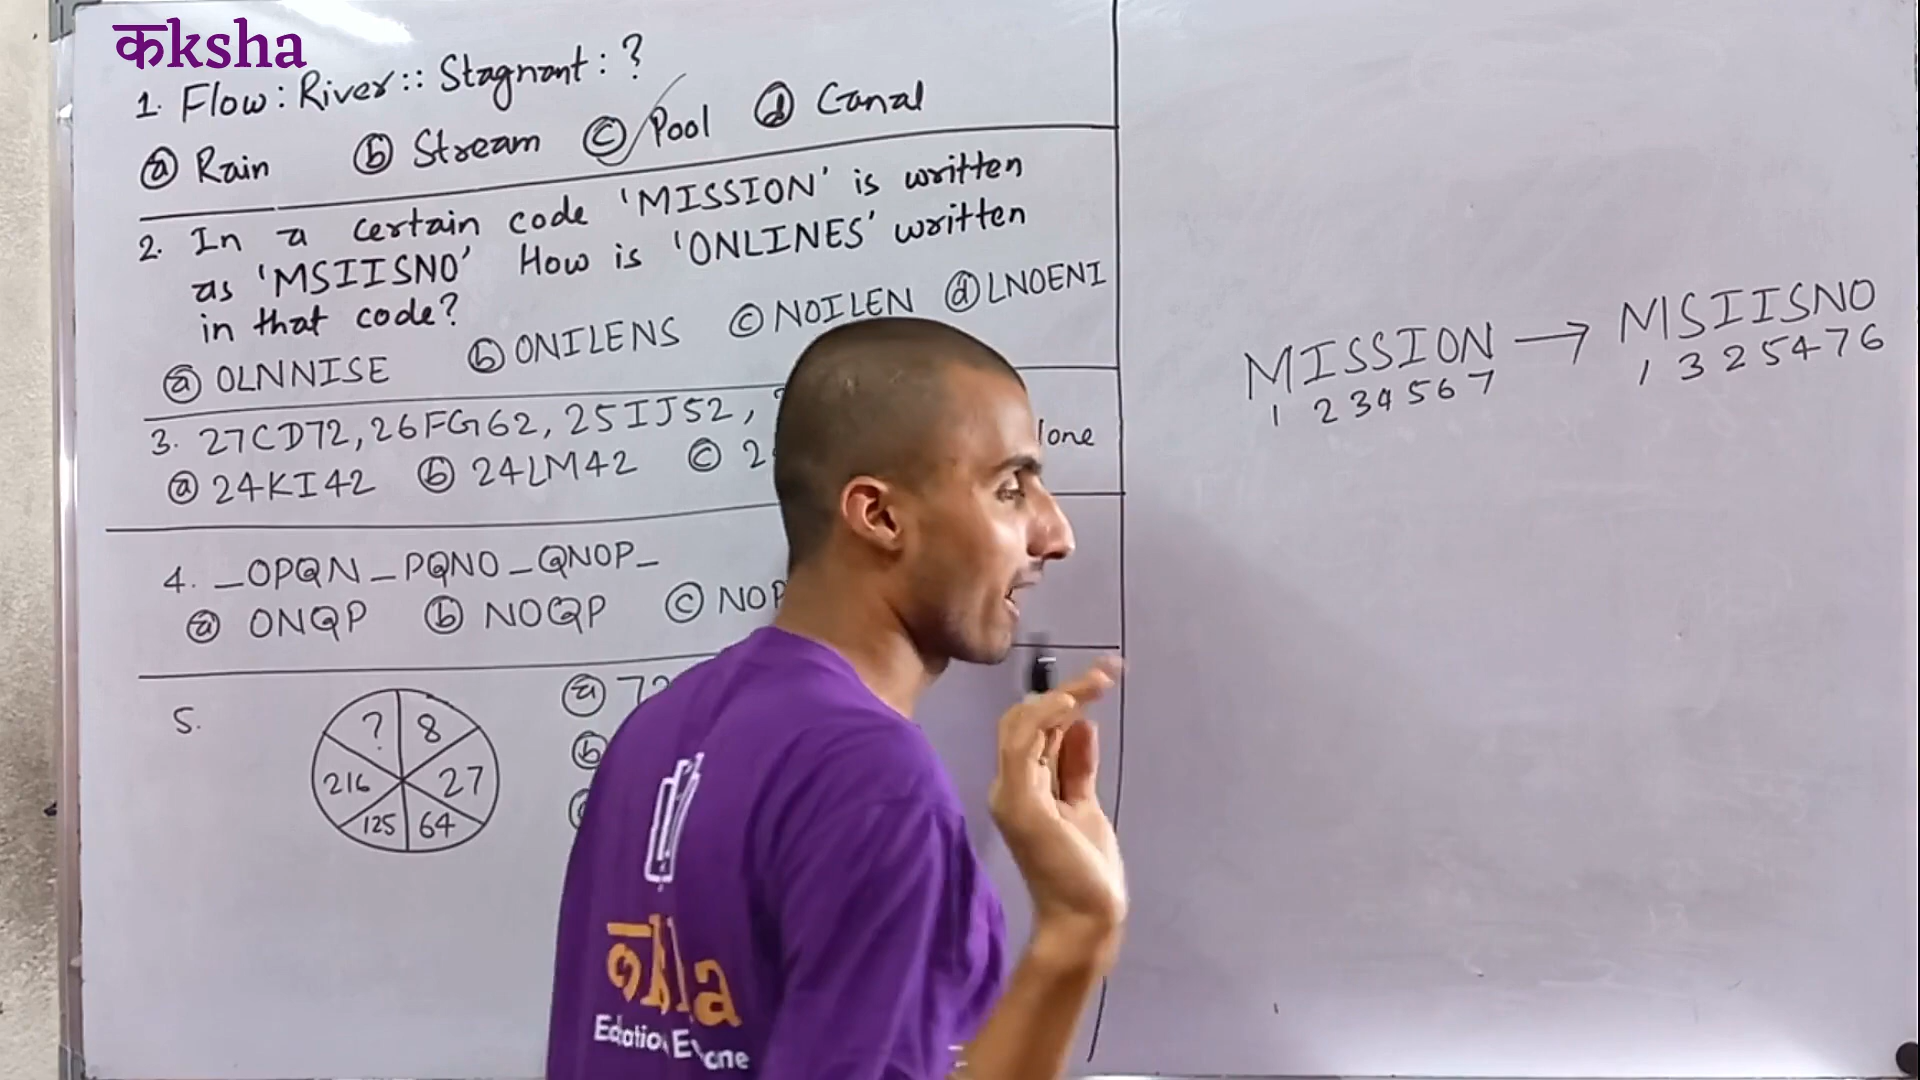 कksha
1. Flow : River :: Stagnant : ?
ⓐ Rain ⓑ Stream ⓒ Pool ⓓ Canal
2. In a certain code 'MISSION' is written
as 'MSIISNO' How is 'ONLINES' written
in that code?
ⓐ OLNNISE ⓑ ONILENS ⓒ NOILEN ⓓ LNOENI
MISSION → MSIISNO
1 2 3 4 5 6 7 1 3 2 5 4 7 6
3. 27CD72, 26FG62, 25IJ52,
ⓐ 24KI42 ⓑ 24LM42 ⓒ 2
4. _OPQN_PQNO_QNOP_
ⓐ ONQP ⓑ NOQP ⓒ NOP
5. ? 8
216 27
125 64
ⓐ 72
ⓑ
कksha